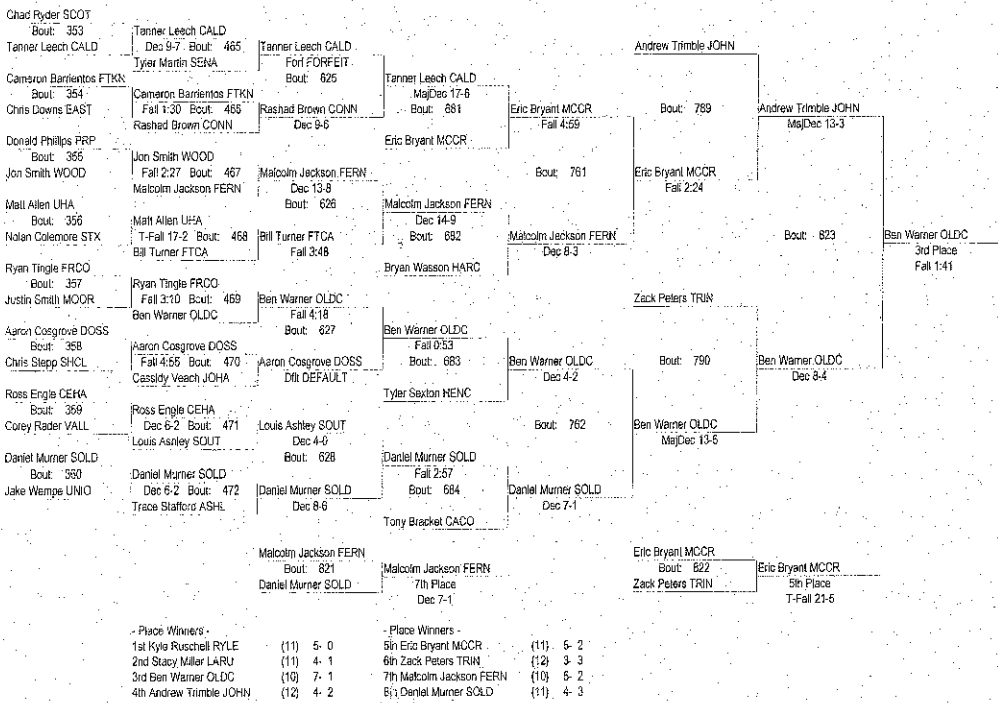 Chad Ryder SCOT
Bout: 353
Tanner Leech CALD
Cameron Barrientos FTKN
Bout: 354
Chris Downs EAST
Donald Phillips PRP
Bout: 355
Jon Smith WOOD
Matt Allen UHA
Bout: 356
Nolan Colemore STX
Ryan Tingle FRCO
Bout: 357
Justin Smith MOOR
Aaron Cosgrove DOSS
Bout: 358
Chris Stepp SHCL
Ross Engle CEHA
Bout: 359
Corey Rader VALL
Daniel Murner SOLD
Bout: 360
Jake Wempe UNIO
Tanner Leech CALD
Dec 9-7 Bout: 465
Tyler Martin SENA
Cameron Barrientos FTKN
Fall 1:30 Bout: 466
Rashad Brown CONN
Jon Smith WOOD
Fall 2:27 Bout: 467
Malcolm Jackson FERN
Matt Allen UHA
T-Fall 17-2 Bout: 468
Bill Turner FTCA
Ryan Tingle FRCO
Fall 3:10 Bout: 469
Ben Warner OLDC
Aaron Cosgrove DOSS
Fall 4:55 Bout: 470
Cassidy Veach JOHA
Ross Engle CEHA
Dec 6-2 Bout: 471
Louis Ashley SOUT
Daniel Murner SOLD
Dec 6-2 Bout: 472
Trace Stafford ASHL
Tanner Leech CALD
Forf FORFEIT
Bout: 625
Rashad Brown CONN
Dec 9-6
Malcolm Jackson FERN
Dec 13-8
Bout: 626
Bill Turner FTCA
Fall 3:48
Ben Warner OLDC
Fall 4:18
Bout: 627
Aaron Cosgrove DOSS
Dflt DEFAULT
Louis Ashley SOUT
Dec 4-0
Bout: 628
Daniel Murner SOLD
Dec 8-6
Tanner Leech CALD
MajDec 17-6
Bout: 681
Eric Bryant MCCR
Malcolm Jackson FERN
Dec 14-9
Bout: 682
Bryan Wasson HARC
Ben Warner OLDC
Fall 0:53
Bout: 683
Tyler Sexton HENC
Daniel Murner SOLD
Fall 2:57
Bout: 684
Tony Bracket CACO
Eric Bryant MCCR
Fall 4:59
Bout: 761
Malcolm Jackson FERN
Dec 8-3
Ben Warner OLDC
Dec 4-2
Bout: 762
Daniel Murner SOLD
Dec 7-1
Andrew Trimble JOHN
Bout: 789
Eric Bryant MCCR
Fall 2:24
Zack Peters TRIN
Bout: 790
Ben Warner OLDC
MajDec 13-5
Andrew Trimble JOHN
MajDec 13-3
Bout: 823
Ben Warner OLDC
Dec 8-4
Ben Warner OLDC
3rd Place
Fall 1:41
Malcolm Jackson FERN
Bout: 821
Daniel Murner SOLD
Malcolm Jackson FERN
7th Place
Dec 7-1
Eric Bryant MCCR
Bout: 822
Zack Peters TRIN
Eric Bryant MCCR
5th Place
T-Fall 21-5
- Place Winners -
1st Kyle Ruschell RYLE (11) 5- 0
2nd Stacy Miller LARU (11) 4- 1
3rd Ben Warner OLDC (10) 7- 1
4th Andrew Trimble JOHN (12) 4- 2
- Place Winners -
5th Eric Bryant MCCR (11) 5- 2
6th Zack Peters TRIN (12) 3- 3
7th Malcolm Jackson FERN (10) 5- 2
8th Daniel Murner SOLD (11) 4- 3